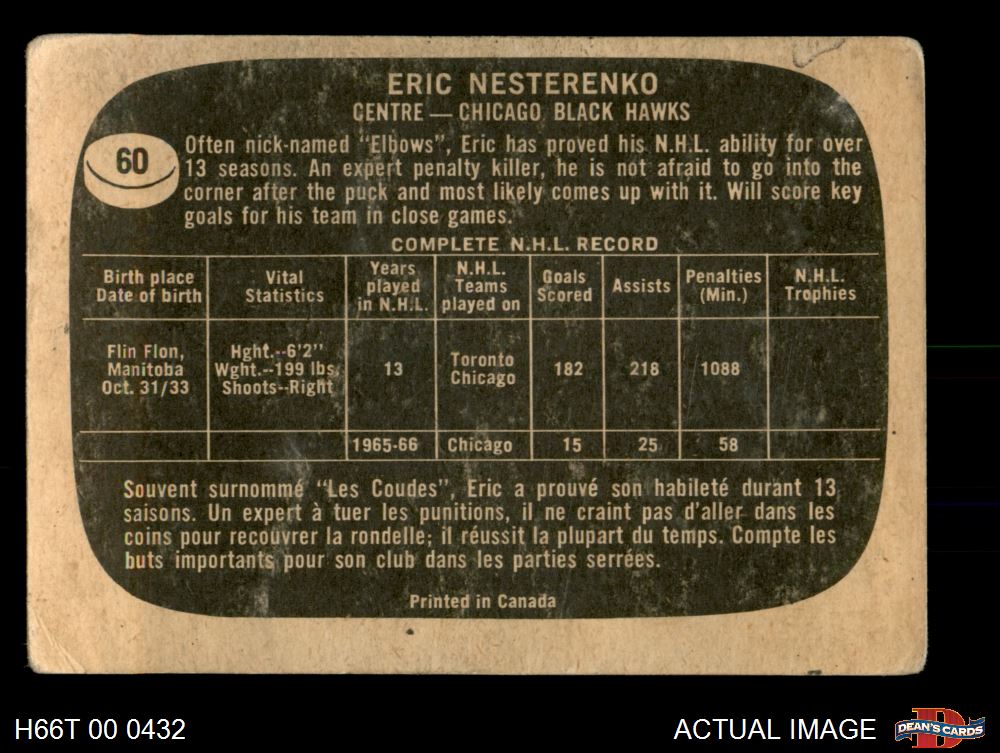 ERIC NESTERENKO
CENTRE — CHICAGO BLACK HAWKS
60
Often nick-named "Elbows", Eric has proved his N.H.L. ability for over
13 seasons. An expert penalty killer, he is not afraid to go into the
corner after the puck and most likely comes up with it. Will score key
goals for his team in close games.
COMPLETE N.H.L. RECORD
Birth place
Date of birth
Vital
Statistics
Years
played
in N.H.L.
N.H.L.
Teams
played on
Goals
Scored
Assists
Penalties
(Min.)
N.H.L.
Trophies
Flin Flon,
Manitoba
Oct. 31/33
Hght.--6'2"
Wght.--199 lbs.
Shoots--Right
13
Toronto
Chicago
182
218
1088
1965-66
Chicago
15
25
58
Souvent surnommé "Les Coudes", Eric a prouvé son habileté durant 13
saisons. Un expert à tuer les punitions, il ne craint pas d'aller dans les
coins pour recouvrer la rondelle; il réussit la plupart du temps. Compte les
buts importants pour son club dans les parties serrées.
Printed in Canada
H66T 00 0432
ACTUAL IMAGE
D
DEAN'S CARDS